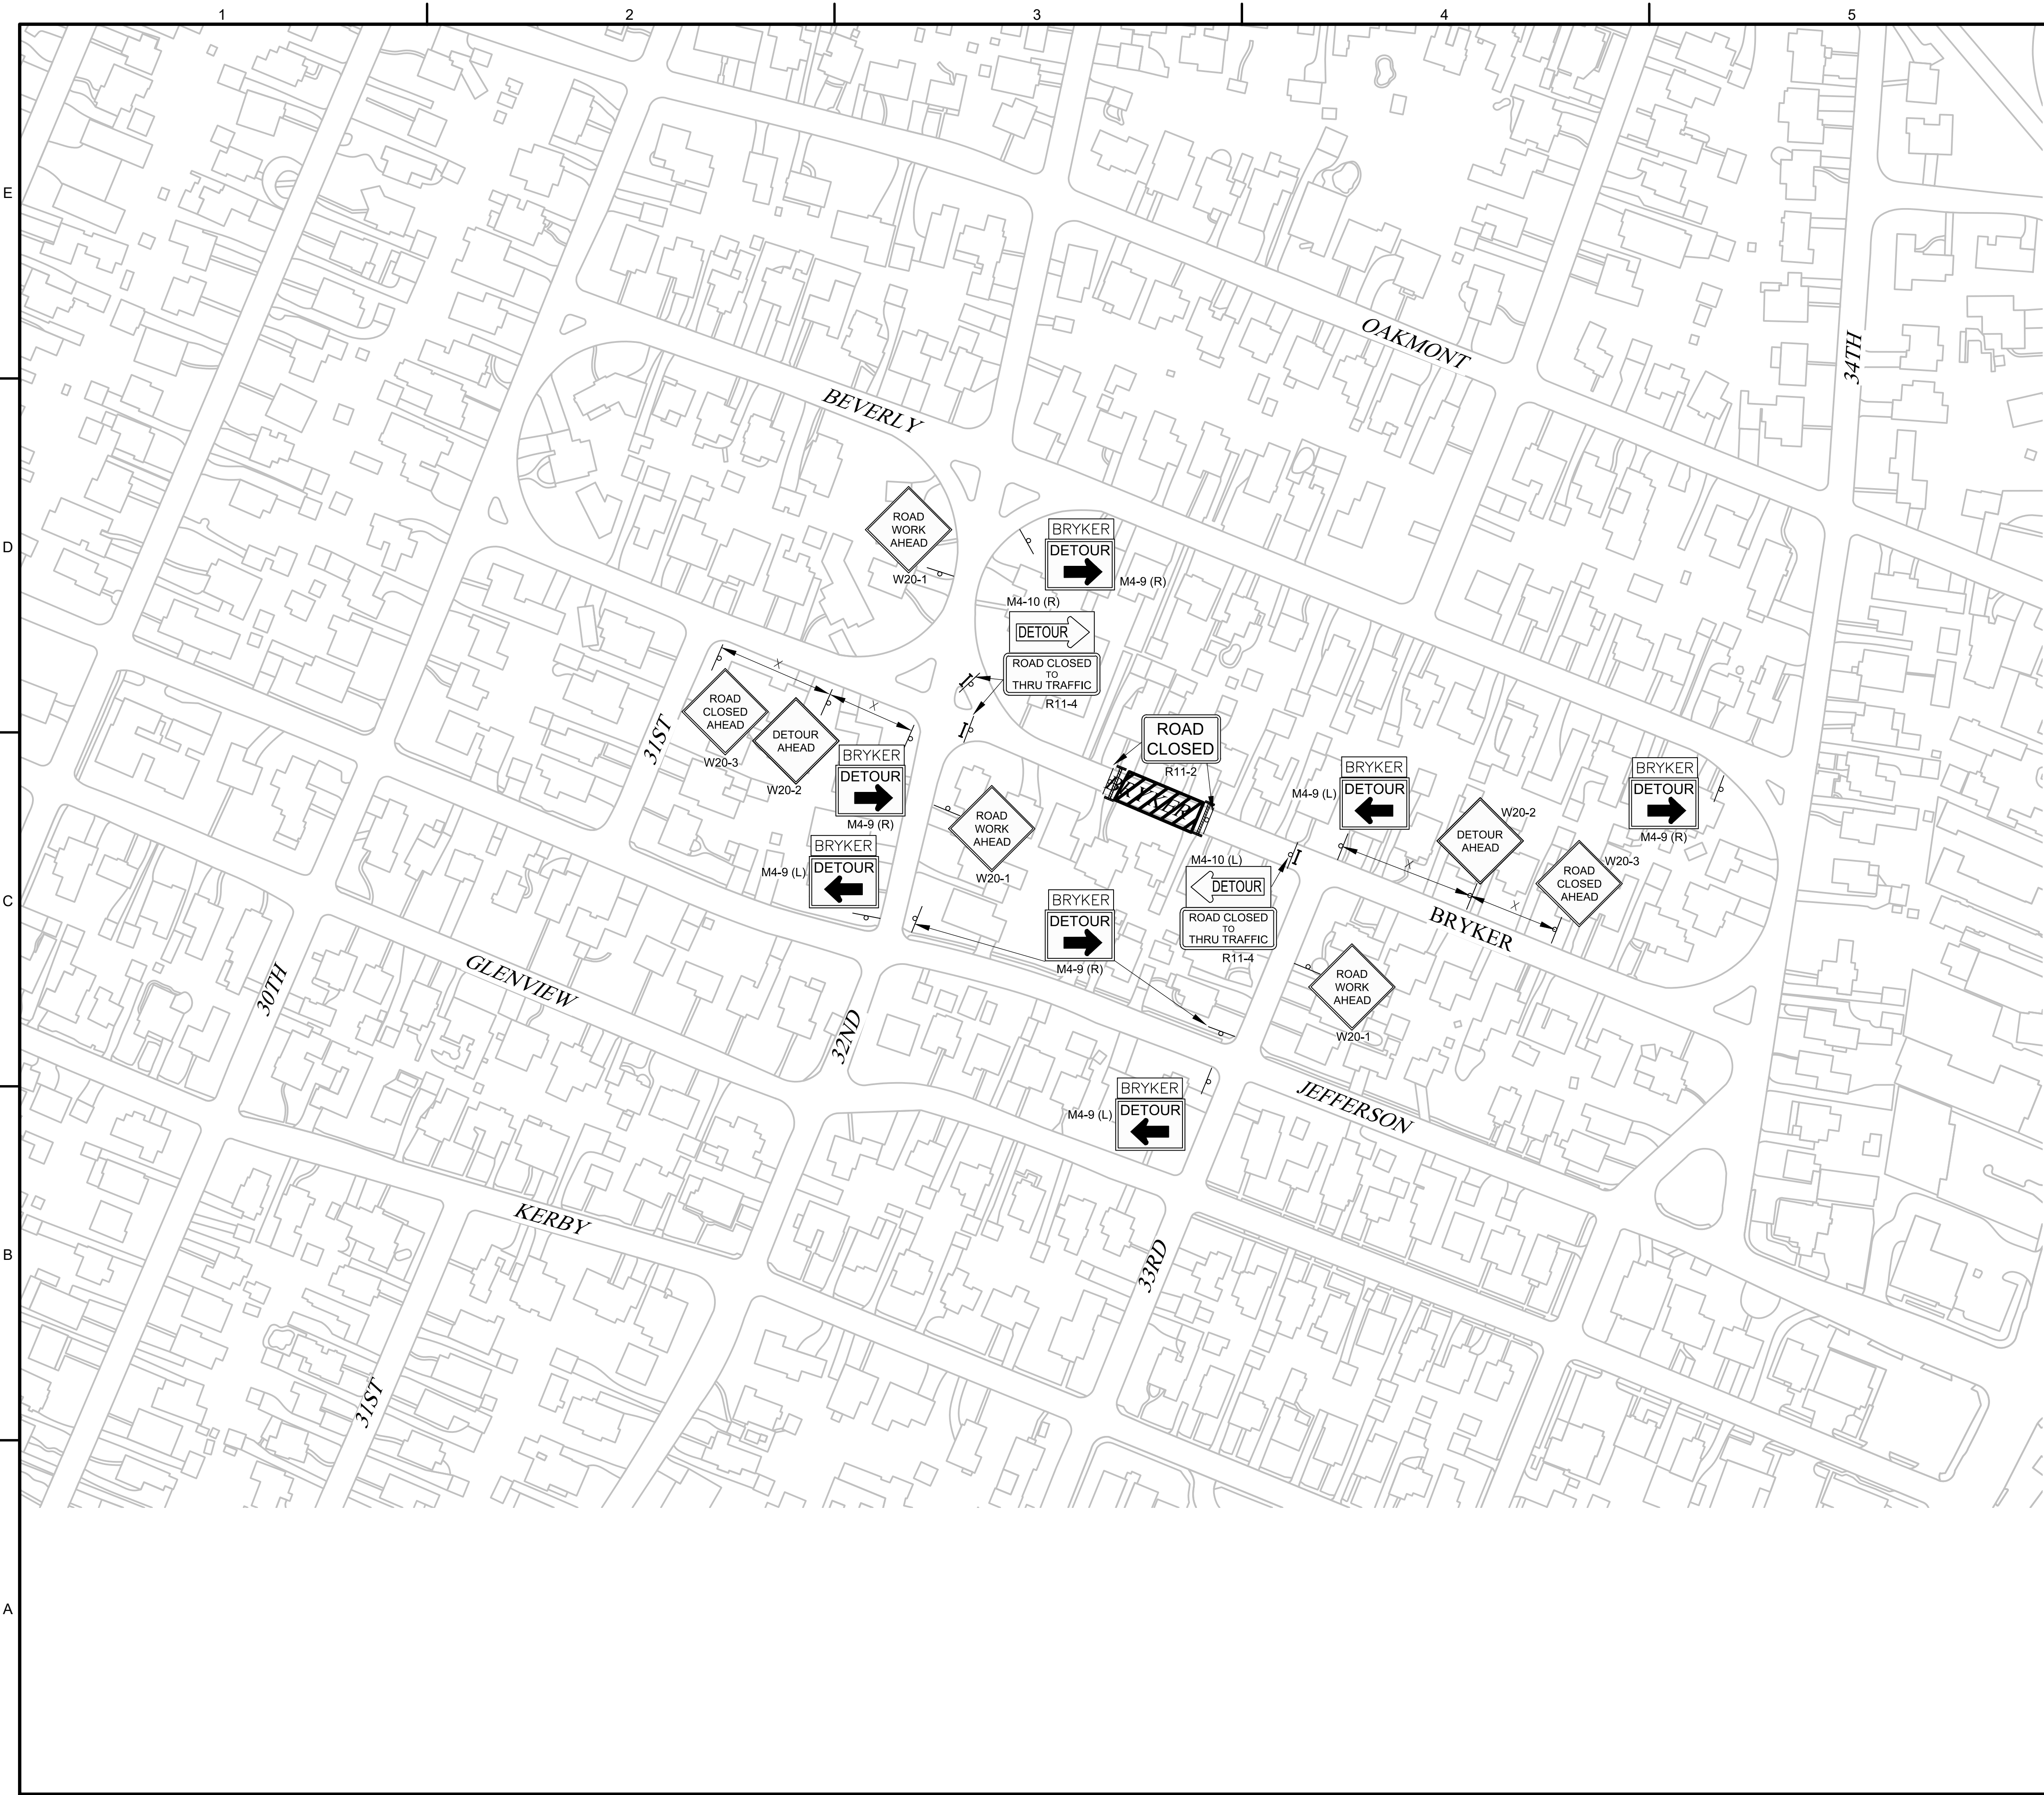 1
2
3
4
5
E
D
C
B
A
OAKMONT
34TH
BEVERLY
ROAD
WORK
AHEAD
W20-1
BRYKER
DETOUR
M4-9 (R)
M4-10 (R)
DETOUR
ROAD CLOSED
TO
THRU TRAFFIC
R11-4
X
X
ROAD
CLOSED
AHEAD
W20-3
DETOUR
AHEAD
W20-2
31ST
BRYKER
DETOUR
M4-9 (R)
BRYKER
DETOUR
M4-9 (L)
ROAD
WORK
AHEAD
W20-1
ROAD
CLOSED
R11-2
BRYKER
BRYKER
DETOUR
M4-9 (L)
DETOUR
AHEAD
W20-2
ROAD
CLOSED
AHEAD
W20-3
X
X
BRYKER
DETOUR
M4-9 (R)
BRYKER
M4-10 (L)
DETOUR
ROAD CLOSED
TO
THRU TRAFFIC
R11-4
BRYKER
DETOUR
M4-9 (R)
ROAD
WORK
AHEAD
W20-1
30TH
GLENVIEW
32ND
BRYKER
DETOUR
M4-9 (L)
JEFFERSON
KERBY
33RD
31ST